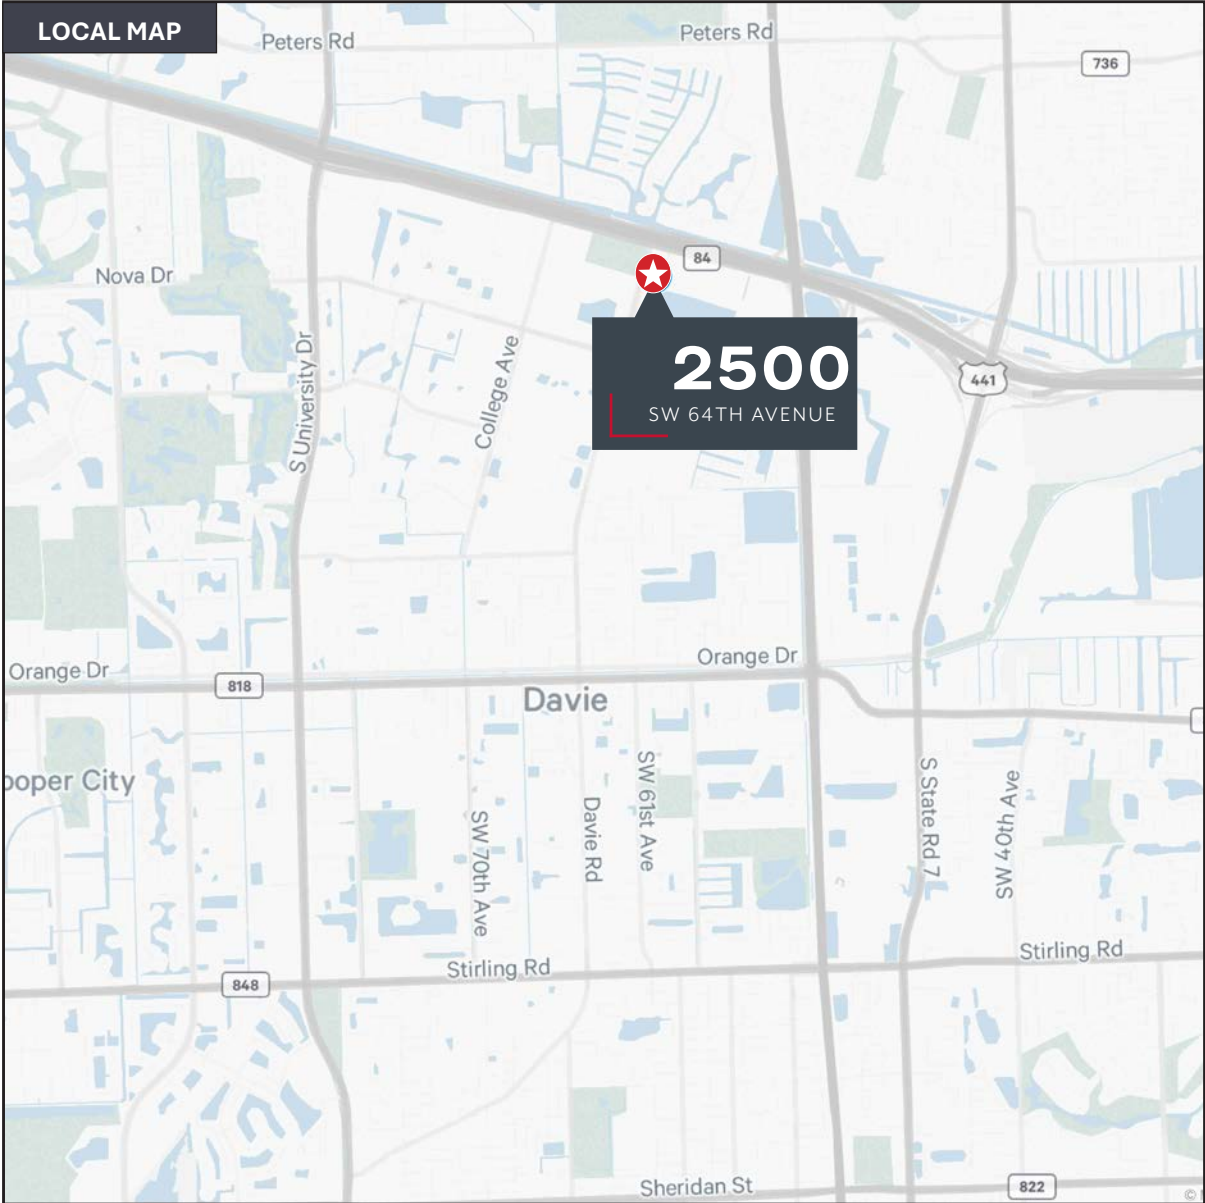 LOCAL MAP
Peters Rd
Peters Rd
736
84
Nova Dr
S University Dr
College Ave
2500
SW 64TH AVENUE
441
Orange Dr
Orange Dr
818
Davie
ooper City
SW 61st Ave
SW 70th Ave
Davie Rd
S State Rd 7
SW 40th Ave
Stirling Rd
Stirling Rd
848
Sheridan St
822
©